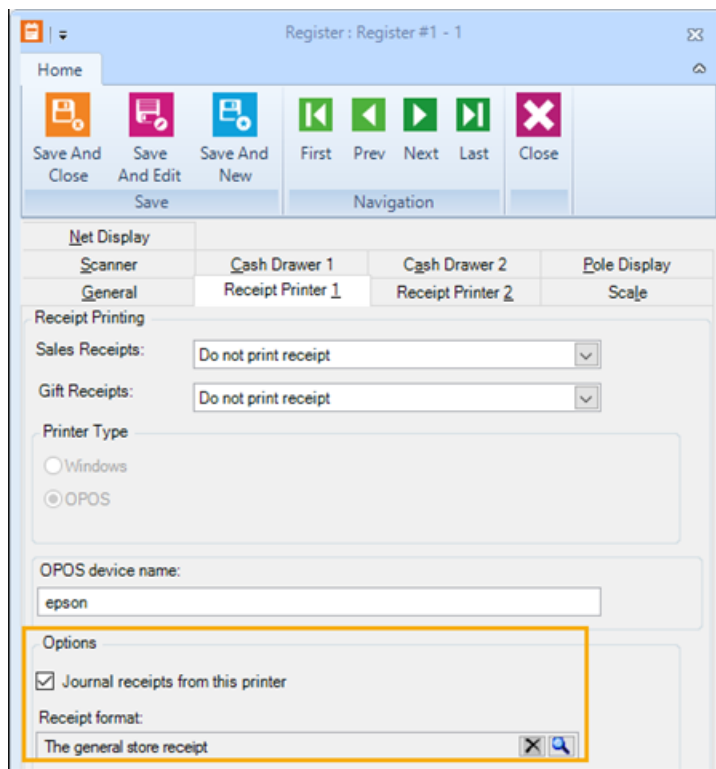 Register : Register #1 - 1
Home
Save And Close
Save And Edit
Save And New
First
Prev
Next
Last
Close
Save
Navigation
Net Display
Scanner
Cash Drawer 1
Cash Drawer 2
Pole Display
General
Receipt Printer 1
Receipt Printer 2
Scale
Receipt Printing
Sales Receipts:
Do not print receipt
Gift Receipts:
Do not print receipt
Printer Type
Windows
OPOS
OPOS device name:
epson
Options
Journal receipts from this printer
Receipt format:
The general store receipt